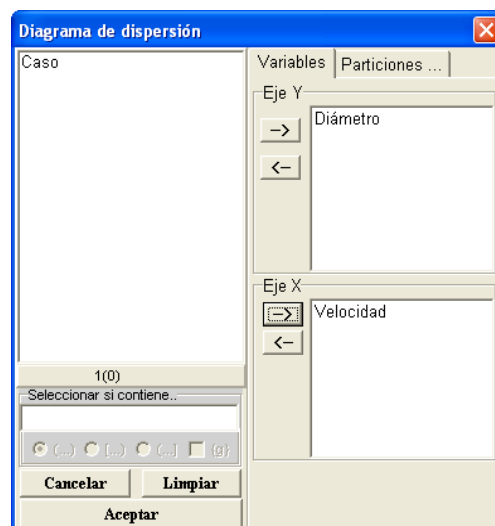 Diagrama de dispersión
Caso
1(0)
Seleccionar si contiene..
(...) [...) (...] {g}
Cancelar Limpiar
Aceptar
Variables Particiones ...
Eje Y
-->
<--
Diámetro
Eje X
-->
<--
Velocidad